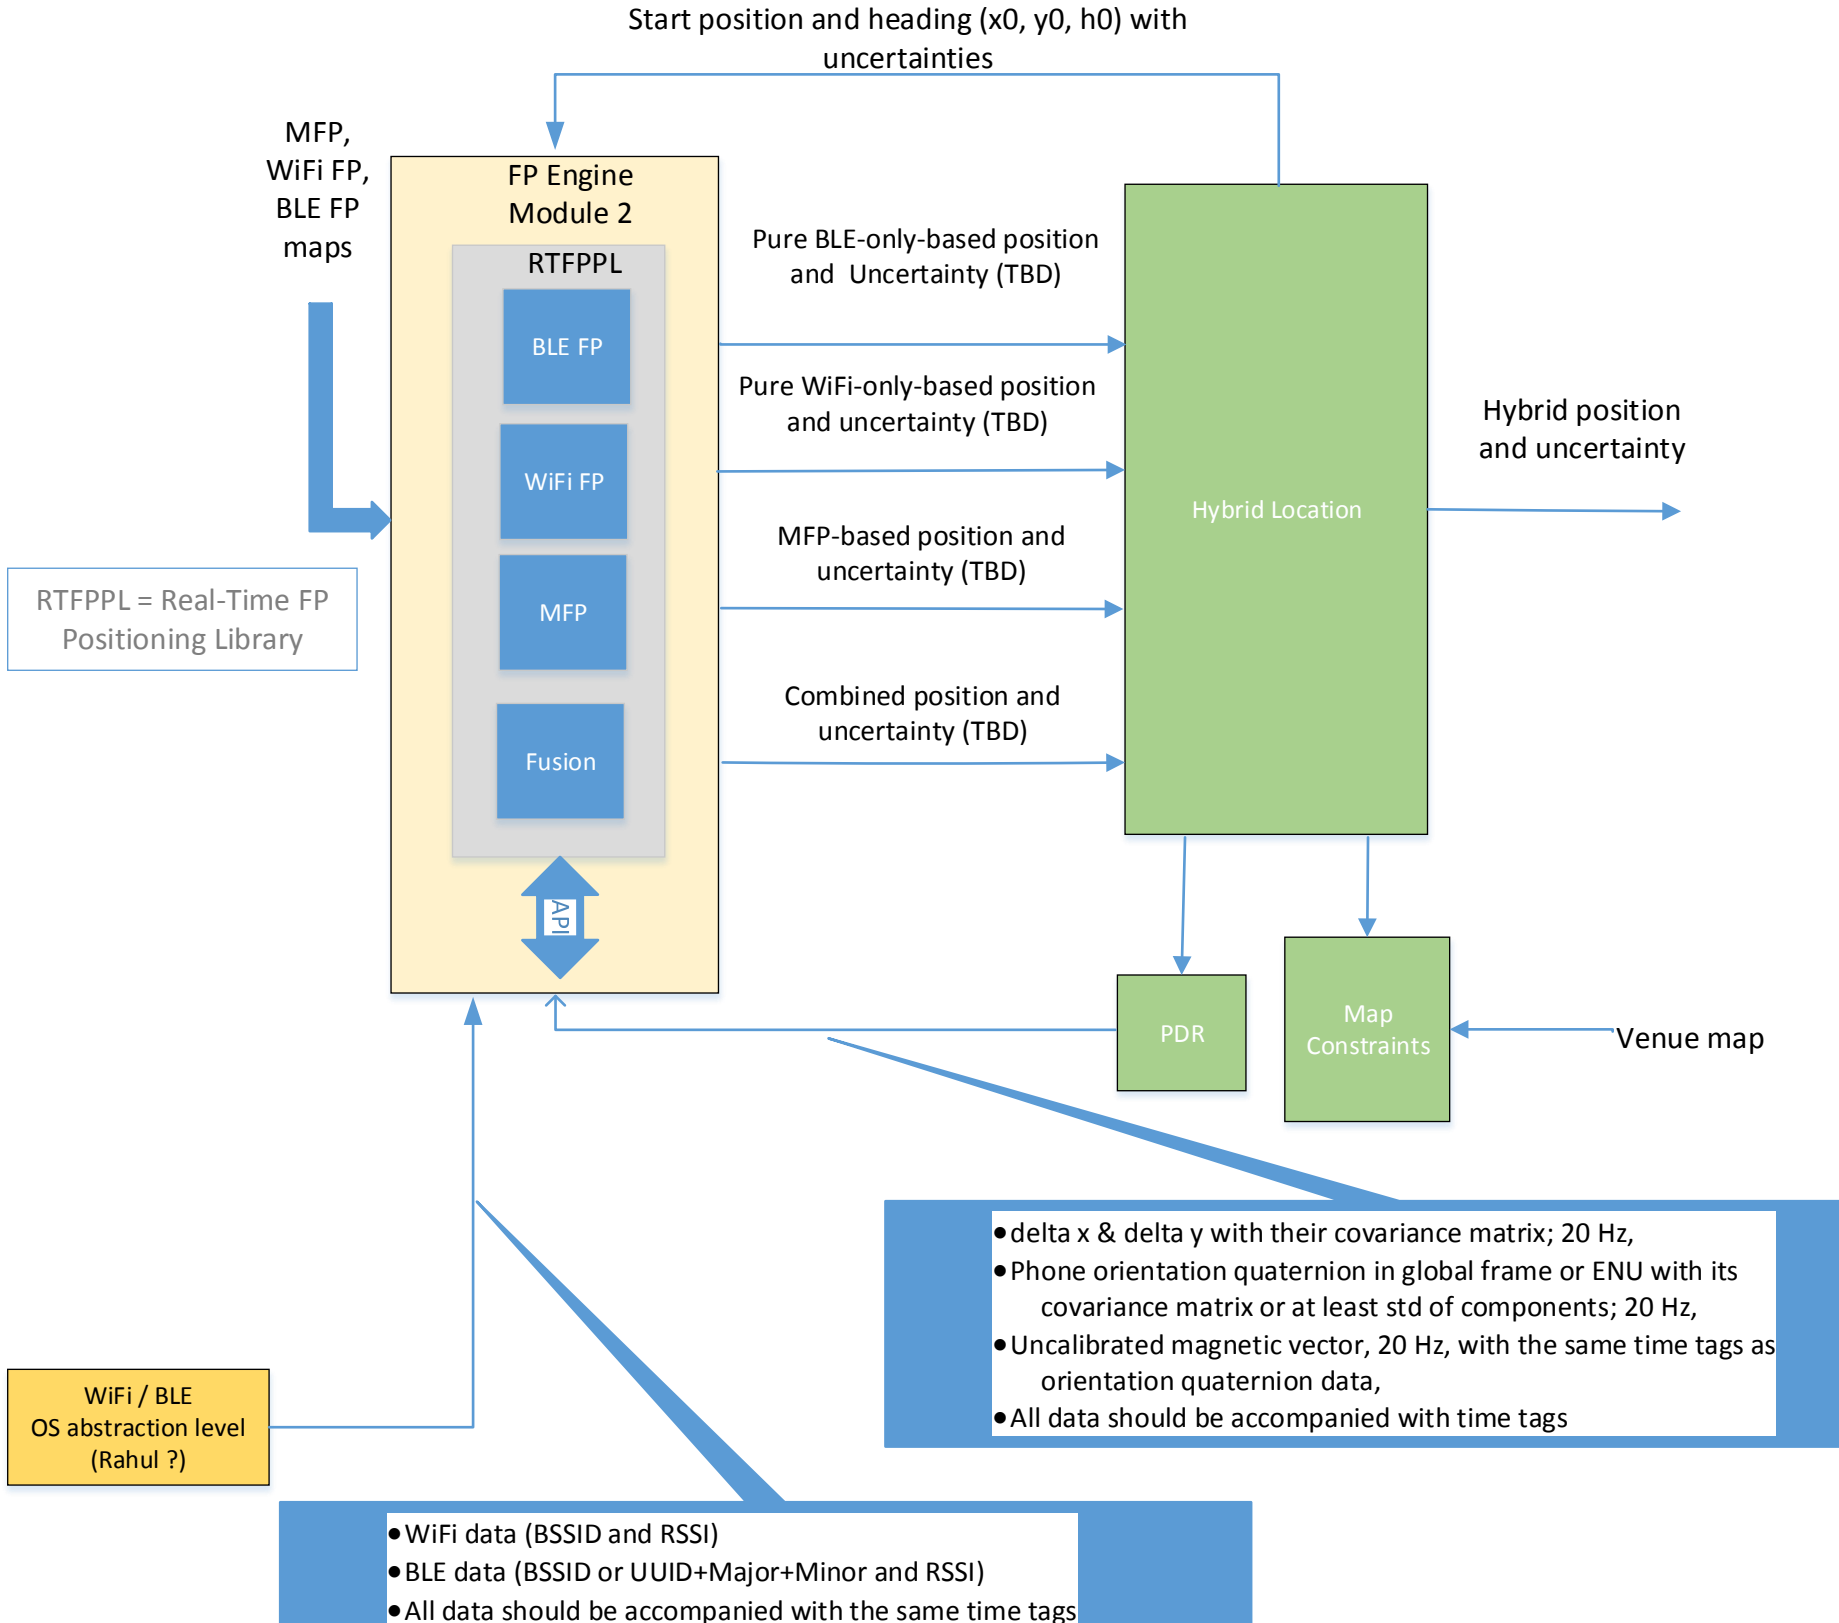 Start position and heading (x0, y0, h0) with
uncertainties
MFP,
WiFi FP,
BLE FP
maps
FP Engine
Module 2
RTFPPL
BLE FP
WiFi FP
MFP
Fusion
API
Pure BLE-only-based position
and Uncertainty (TBD)
Pure WiFi-only-based position
and uncertainty (TBD)
MFP-based position and
uncertainty (TBD)
Combined position and
uncertainty (TBD)
Hybrid Location
Hybrid position
and uncertainty
RTFPPL = Real-Time FP
Positioning Library
PDR
Map
Constraints
Venue map
•delta x & delta y with their covariance matrix; 20 Hz,
•Phone orientation quaternion in global frame or ENU with its
covariance matrix or at least std of components; 20 Hz,
•Uncalibrated magnetic vector, 20 Hz, with the same time tags as
orientation quaternion data,
•All data should be accompanied with time tags
WiFi / BLE
OS abstraction level
(Rahul ?)
•WiFi data (BSSID and RSSI)
•BLE data (BSSID or UUID+Major+Minor and RSSI)
•All data should be accompanied with the same time tags